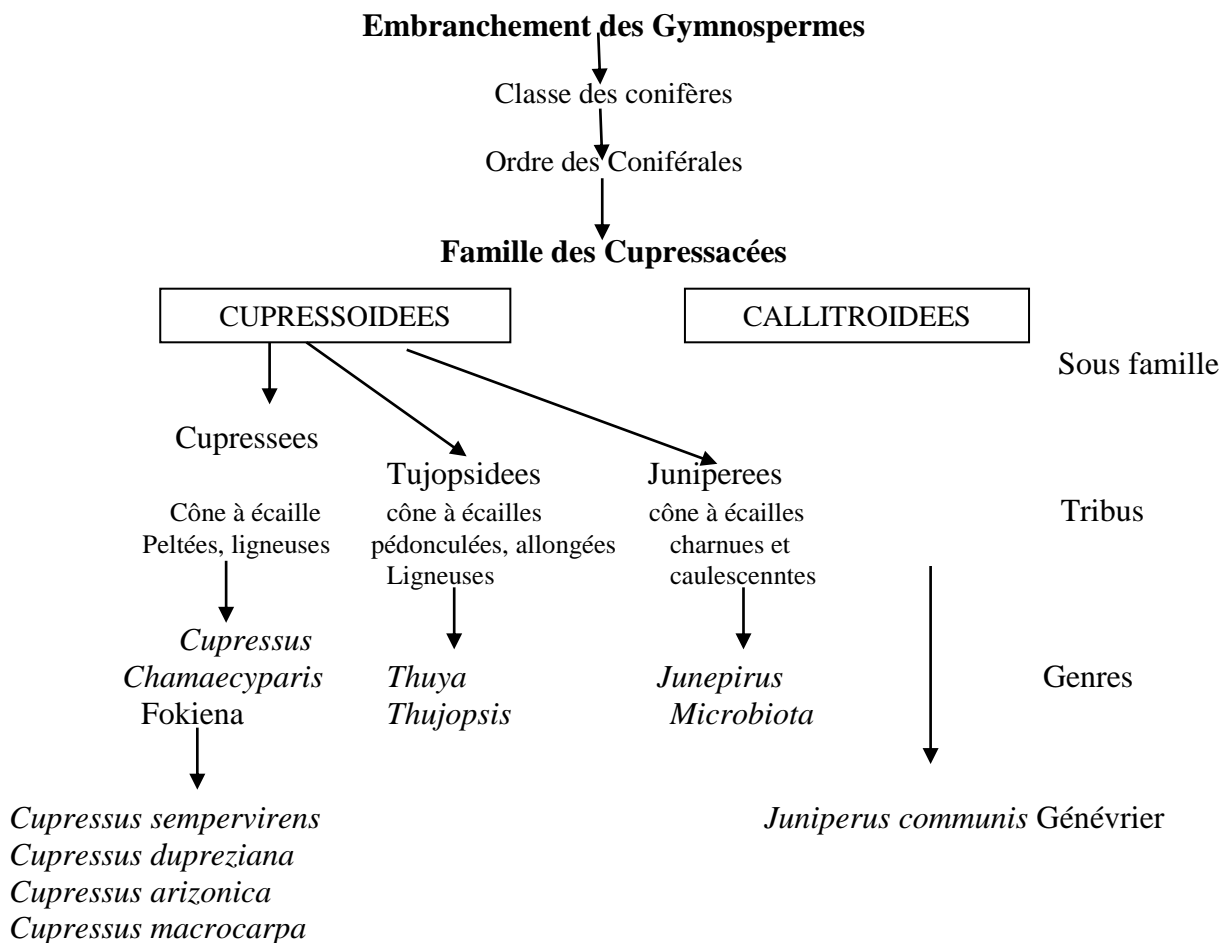 Embranchement des Gymnospermes
Classe des conifères
Ordre des Coniférales
Famille des Cupressacées
CUPRESSOIDEES
CALLITROIDEES
Sous famille
Cupressees
Tujopsidees
Juniperees
Cône à écaille
Peltées, ligneuses
cône à écailles
pédonculées, allongées
Ligneuses
cône à écailles
charnues et
caulescenntes
Tribus
Cupressus
Chamaecyparis
Fokiena
Thuya
Thujopsis
Junepirus
Microbiota
Genres
Cupressus sempervirens
Cupressus dupreziana
Cupressus arizonica
Cupressus macrocarpa
Juniperus communis Génévrier